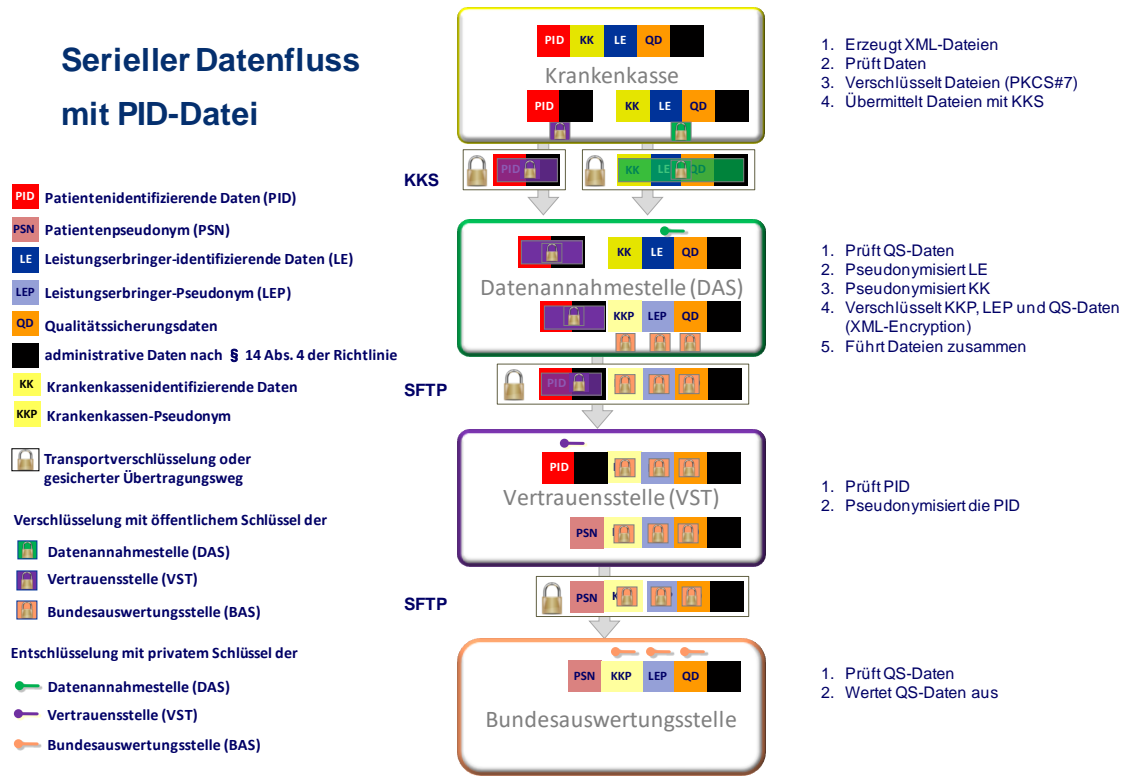 Serieller Datenfluss
mit PID-Datei
PID KK LE QD
Krankenkasse
PID KK LE QD
1. Erzeugt XML-Dateien
2. Prüft Daten
3. Verschlüsselt Dateien (PKCS#7)
4. Übermittelt Dateien mit KKS
KKS
PID KK LE QD
PID Patientenidentifizierende Daten (PID)
PSN Patientenpseudonym (PSN)
LE Leistungserbringer-identifizierende Daten (LE)
LEP Leistungserbringer-Pseudonym (LEP)
QD Qualitätssicherungsdaten
administrative Daten nach § 14 Abs. 4 der Richtlinie
KK Krankenkassenidentifizierende Daten
KKP Krankenkassen-Pseudonym
Transportverschlüsselung oder
gesicherter Übertragungsweg
Verschlüsselung mit öffentlichem Schlüssel der
Datenannahmestelle (DAS)
Vertrauensstelle (VST)
Bundesauswertungsstelle (BAS)
Entschlüsselung mit privatem Schlüssel der
Datenannahmestelle (DAS)
Vertrauensstelle (VST)
Bundesauswertungsstelle (BAS)
KK LE QD
Datenannahmestelle (DAS)
KKP LEP QD
1. Prüft QS-Daten
2. Pseudonymisiert LE
3. Pseudonymisiert KK
4. Verschlüsselt KKP, LEP und QS-Daten
(XML-Encryption)
5. Führt Dateien zusammen
SFTP
PID
PID
Vertrauensstelle (VST)
PSN
1. Prüft PID
2. Pseudonymisiert die PID
SFTP
PSN
PSN KKP LEP QD
Bundesauswertungsstelle
1. Prüft QS-Daten
2. Wertet QS-Daten aus